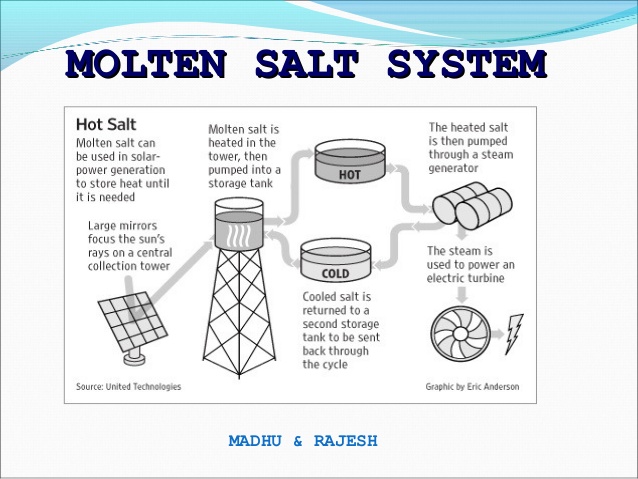 MOLTEN SALT SYSTEM
Hot Salt
Molten salt can
be used in solar-
power generation
to store heat until
it is needed
Large mirrors
focus the sun's
rays on a central
collection tower
Molten salt is
heated in the
tower, then
pumped into a
storage tank
HOT
The heated salt
is then pumped
through a steam
generator
COLD
Cooled salt is
returned to a
second storage
tank to be sent
back through
the cycle
The steam is
used to power an
electric turbine
Source: United Technologies
Graphic by Eric Anderson
MADHU & RAJESH